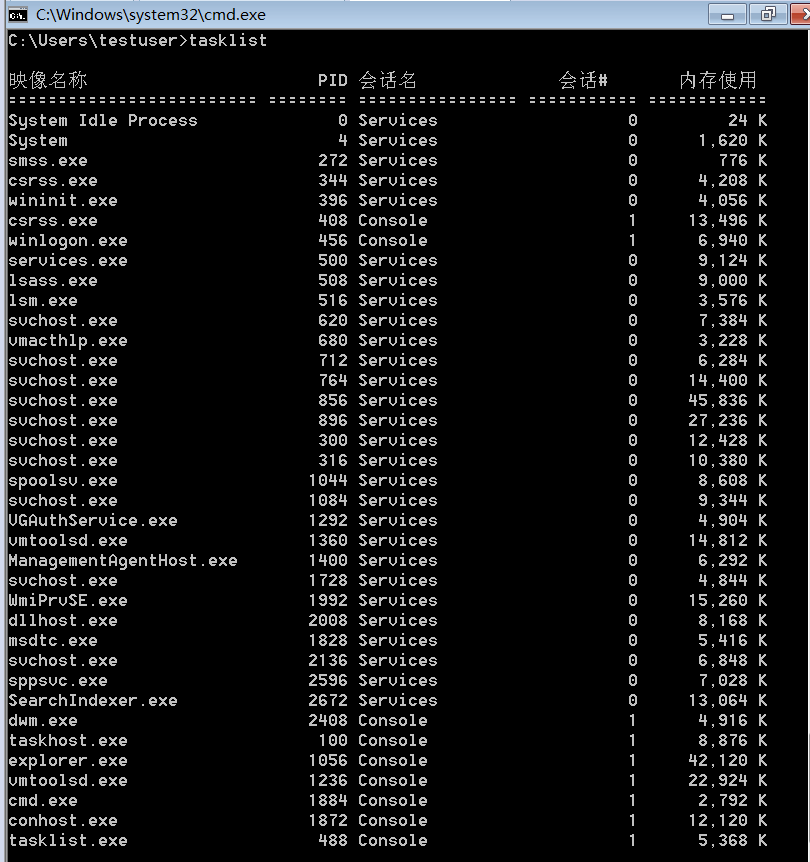 C:\Windows\system32\cmd.exe
C:\Users\testuser>tasklist
映像名称                       PID 会话名              会话#       内存使用
========================= ======== ================ =========== ============
System Idle Process              0 Services                   0         24 K
System                           4 Services                   0      1,620 K
smss.exe                       272 Services                   0        776 K
csrss.exe                      344 Services                   0      4,208 K
wininit.exe                    396 Services                   0      4,056 K
csrss.exe                      408 Console                    1     13,496 K
winlogon.exe                   456 Console                    1      6,940 K
services.exe                   500 Services                   0      9,124 K
lsass.exe                      508 Services                   0      9,000 K
lsm.exe                        516 Services                   0      3,576 K
svchost.exe                    620 Services                   0      7,384 K
vmacthlp.exe                   680 Services                   0      3,228 K
svchost.exe                    712 Services                   0      6,284 K
svchost.exe                    764 Services                   0     14,400 K
svchost.exe                    856 Services                   0     45,836 K
svchost.exe                    896 Services                   0     27,236 K
svchost.exe                    300 Services                   0     12,428 K
svchost.exe                    316 Services                   0     10,380 K
spoolsv.exe                   1044 Services                   0      8,608 K
svchost.exe                   1084 Services                   0      9,344 K
VGAuthService.exe             1292 Services                   0      4,904 K
vmtoolsd.exe                  1360 Services                   0     14,812 K
ManagementAgentHost.exe       1400 Services                   0      6,292 K
svchost.exe                   1728 Services                   0      4,844 K
WmiPrvSE.exe                  1992 Services                   0     15,260 K
dllhost.exe                   2008 Services                   0      8,168 K
msdtc.exe                     1828 Services                   0      5,416 K
svchost.exe                   2136 Services                   0      6,848 K
sppsvc.exe                    2596 Services                   0      7,028 K
SearchIndexer.exe             2672 Services                   0     13,064 K
dwm.exe                       2408 Console                    1      4,916 K
taskhost.exe                   100 Console                    1      8,876 K
explorer.exe                  1056 Console                    1     42,120 K
vmtoolsd.exe                  1236 Console                    1     22,924 K
cmd.exe                       1884 Console                    1      2,792 K
conhost.exe                   1872 Console                    1     12,120 K
tasklist.exe                   488 Console                    1      5,368 K